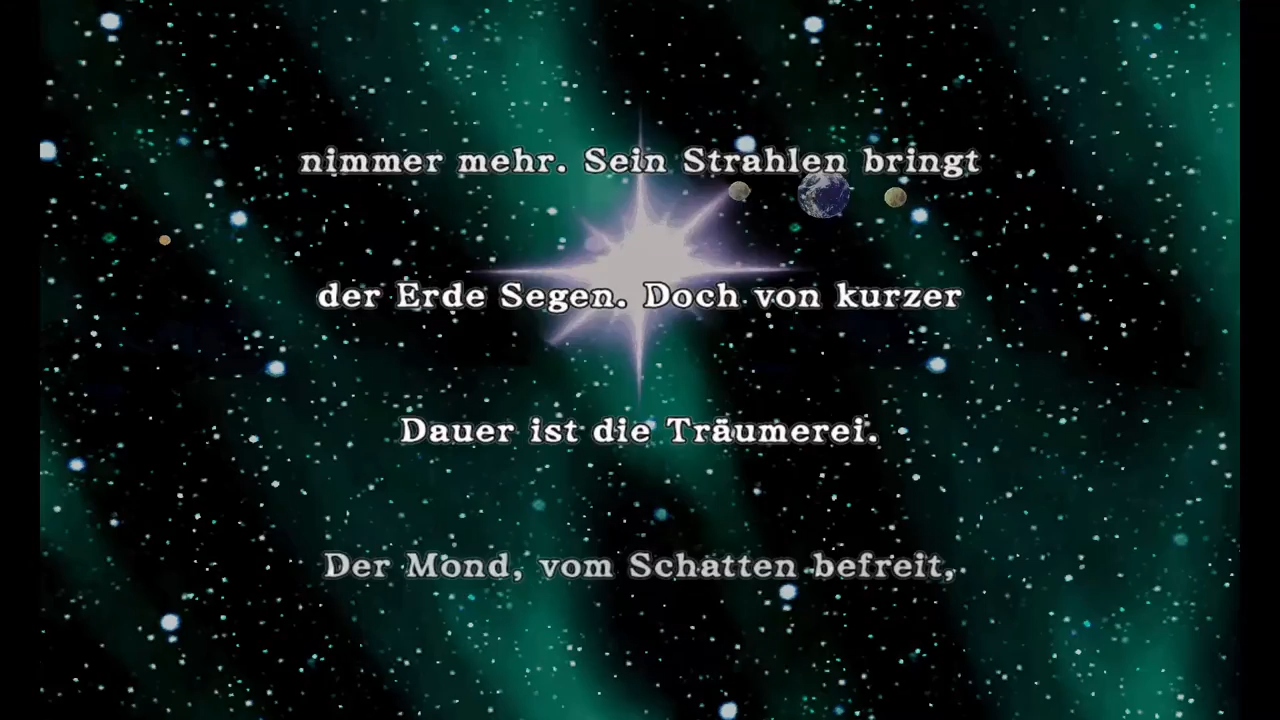 nimmer mehr. Sein Strahlen bringt
der Erde Segen. Doch von kurzer
Dauer ist die Träumerei.
Der Mond, vom Schatten befreit,